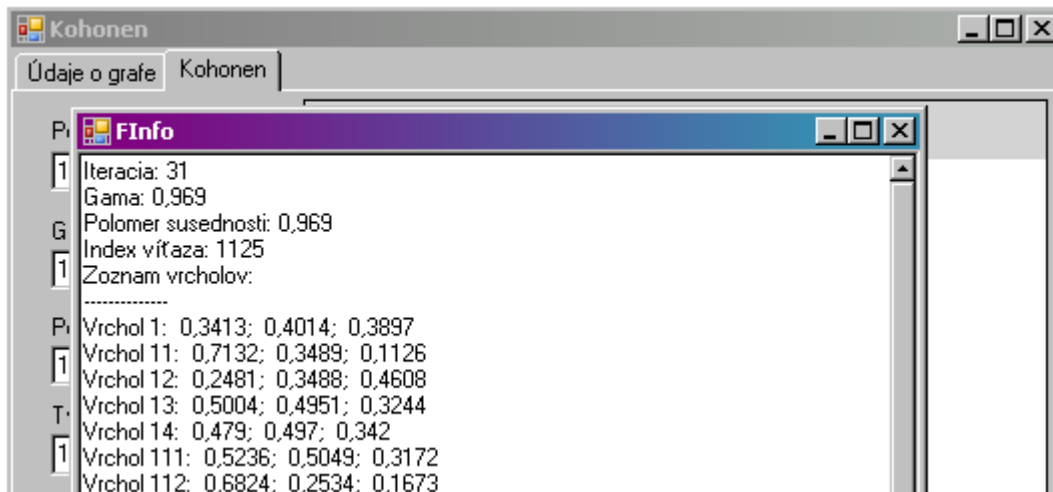 Kohonen
Údaje o grafe
Kohonen
FInfo
Iteracia: 31
Gama: 0,969
Polomer susednosti: 0,969
Index víťaza: 1125
Zoznam vrcholov:
--------------
Vrchol 1: 0,3413; 0,4014; 0,3897
Vrchol 11: 0,7132; 0,3489; 0,1126
Vrchol 12: 0,2481; 0,3488; 0,4608
Vrchol 13: 0,5004; 0,4951; 0,3244
Vrchol 14: 0,479; 0,497; 0,342
Vrchol 111: 0,5236; 0,5049; 0,3172
Vrchol 112: 0,6824; 0,2534; 0,1673